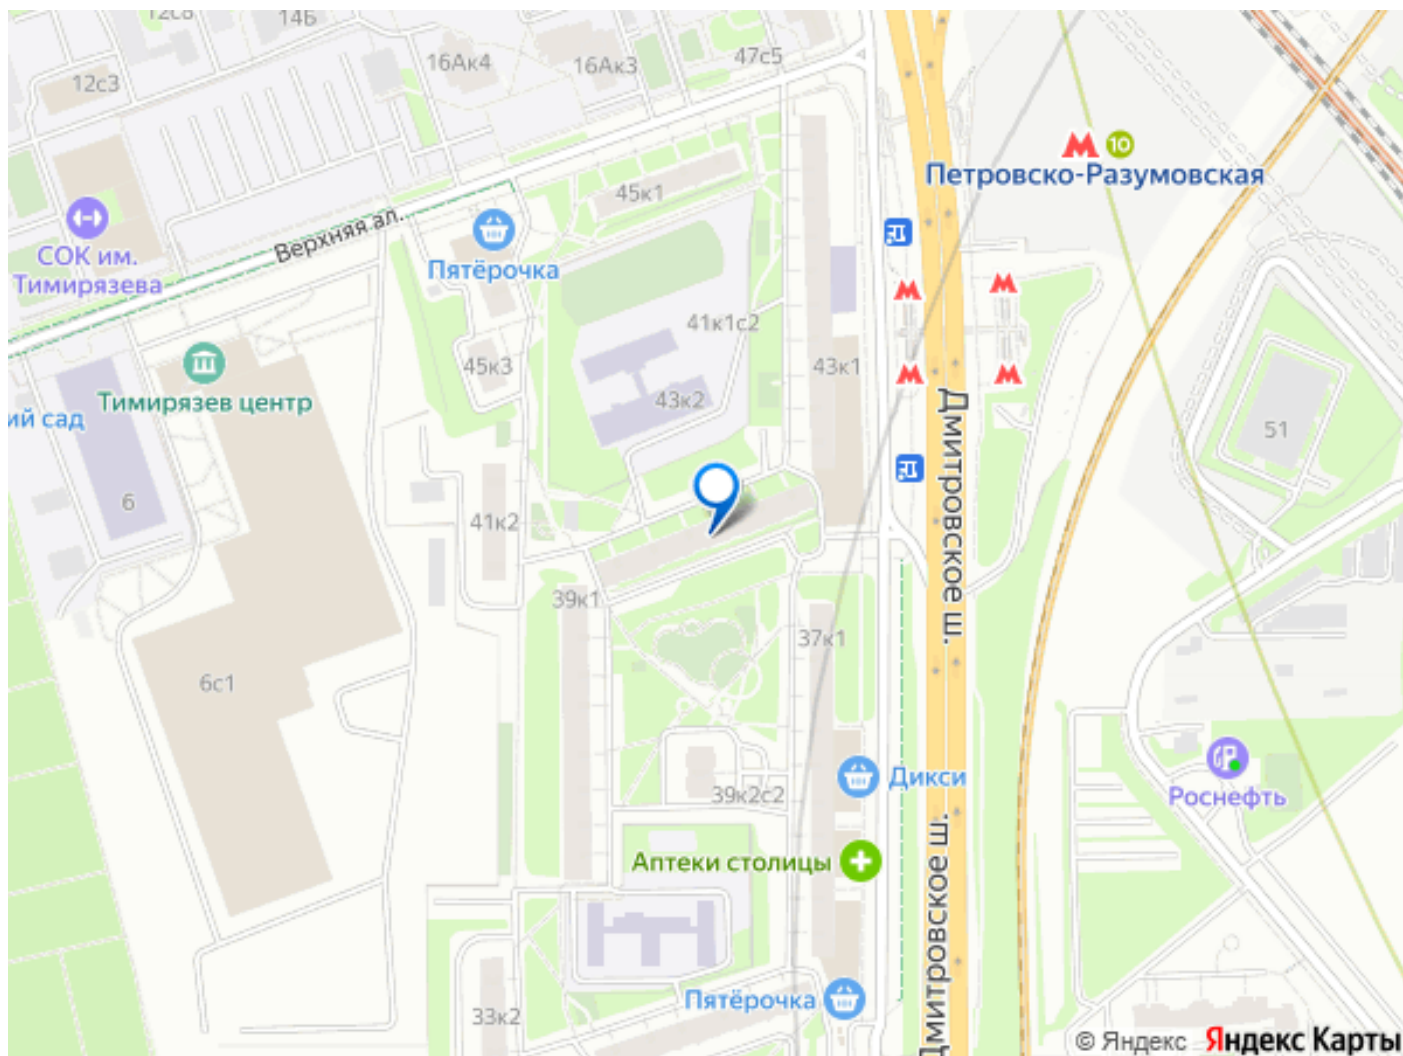 14Б
16Ак4
16Ак3
47с5
12с8
12с3
10
Петровско-Разумовская
45к1
Верхняя ал.
СОК им.
Тимирязева
Пятёрочка
41к1с2
45к3
43к1
Тимирязев центр
43к2
ий сад
Дмитровское ш.
51
6
41к2
39к1
37к1
6с1
Дикси
39к2с2
Роснефть
Аптеки столицы
Дмитровское ш.
Пятёрочка
33к2
© Яндекс Яндекс Карты